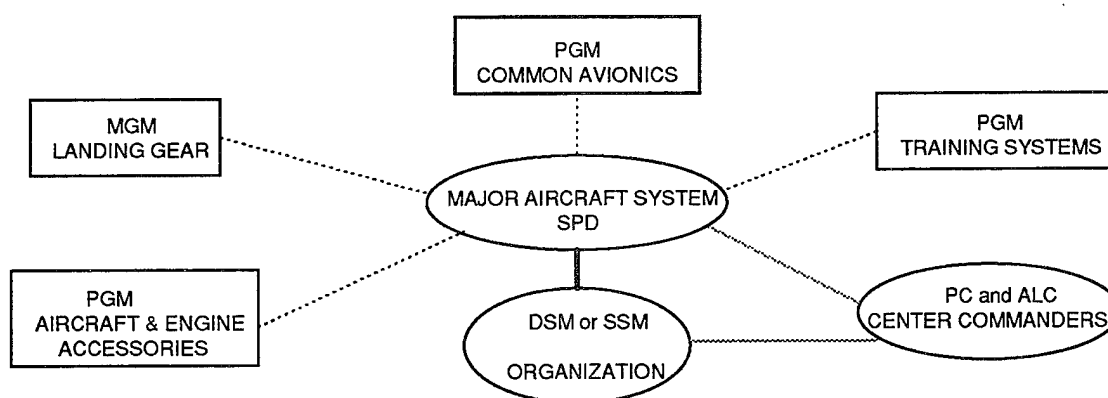 PGM
COMMON AVIONICS
MGM
LANDING GEAR
PGM
TRAINING SYSTEMS
MAJOR AIRCRAFT SYSTEM
SPD
PGM
AIRCRAFT & ENGINE
ACCESSORIES
DSM or SSM
ORGANIZATION
PC and ALC
CENTER COMMANDERS